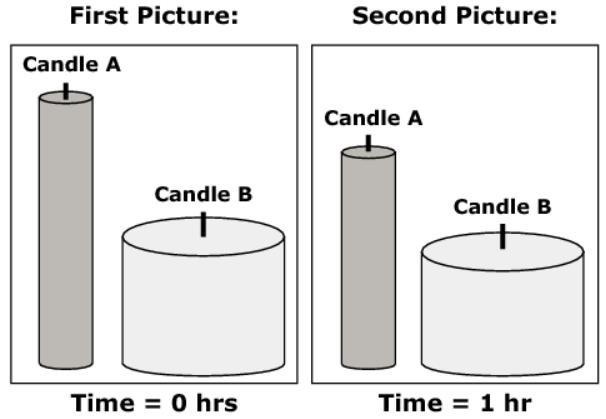 First Picture:
Candle A
Candle B
Time = 0 hrs
Second Picture:
Candle A
Candle B
Time = 1 hr